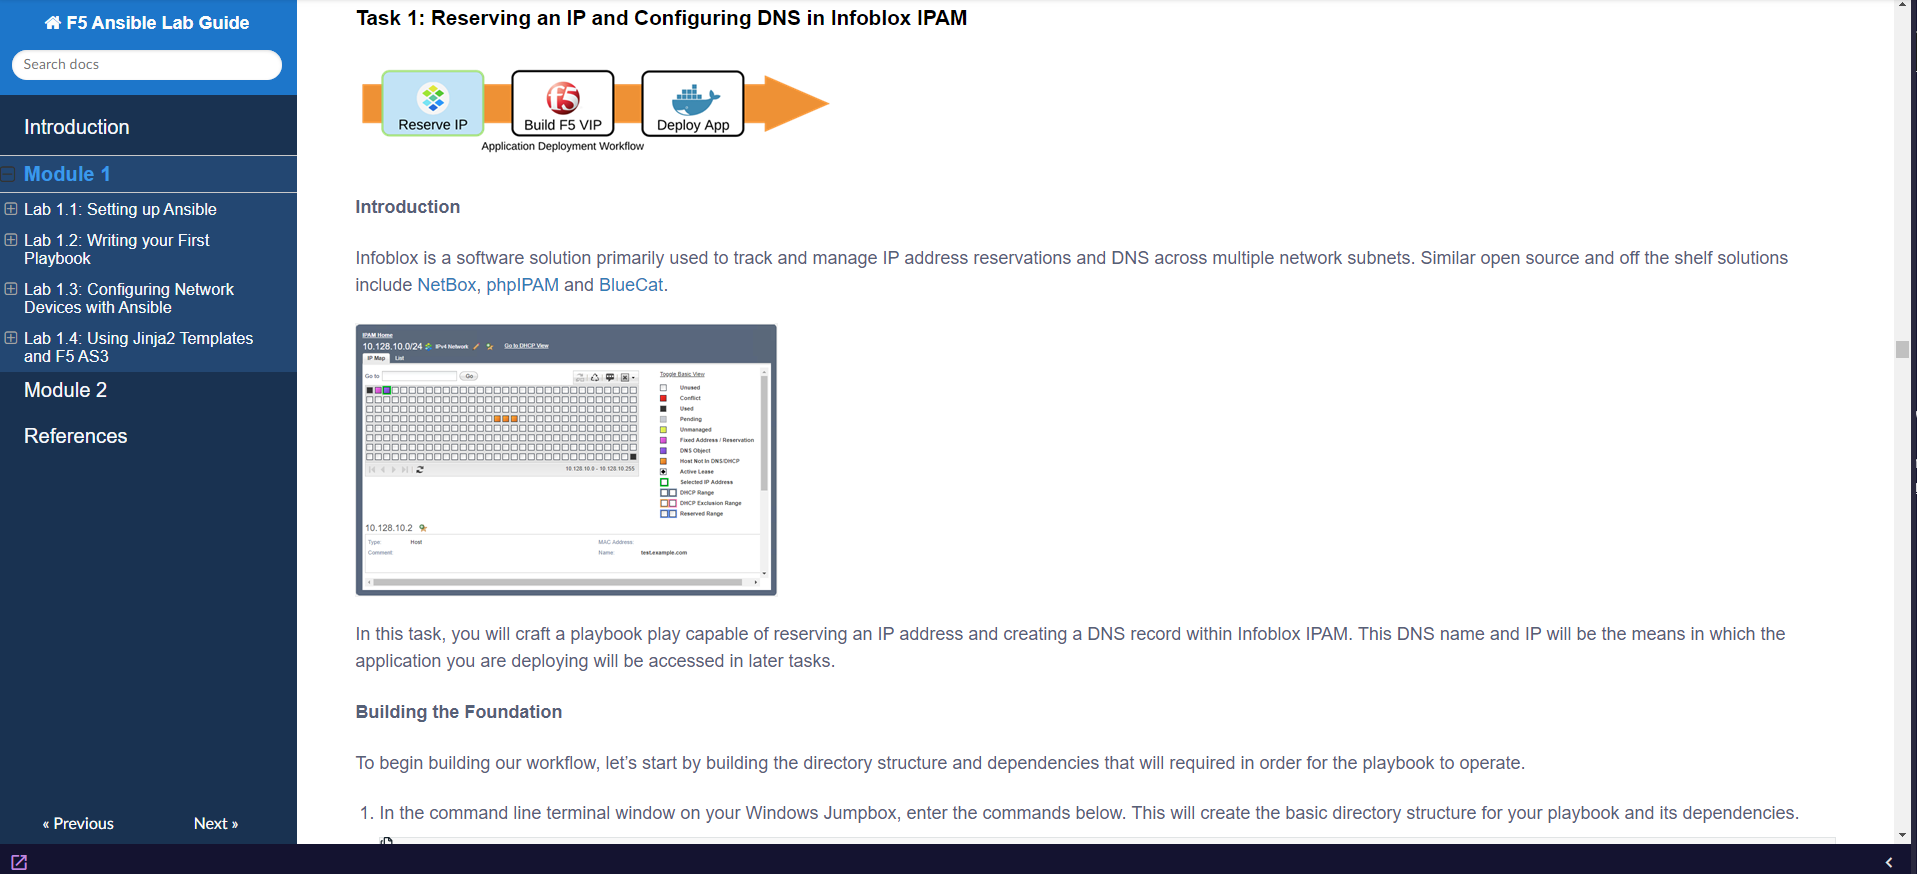 F5 Ansible Lab Guide
Search docs
Introduction
Module 1
Lab 1.1: Setting up Ansible
Lab 1.2: Writing your First
Playbook
Lab 1.3: Configuring Network
Devices with Ansible
Lab 1.4: Using Jinja2 Templates
and F5 AS3
Module 2
References
« Previous
Next »
Task 1: Reserving an IP and Configuring DNS in Infoblox IPAM
Reserve IP
f5
Build F5 VIP
Deploy App
Application Deployment Workflow
Introduction
Infoblox is a software solution primarily used to track and manage IP address reservations and DNS across multiple network subnets. Similar open source and off the shelf solutions
include NetBox, phpIPAM and BlueCat.
IPAM Home
10.128.10.0/24 IPv4 Network Go to DHCP View
IP Map List
Go to Go
Toggle Basic View
Unused
Conflict
Used
Pending
Unmanaged
Fixed Address / Reservation
DNS Object
Host Not In DNS/DHCP
Active Lease
Selected IP Address
DHCP Range
DHCP Exclusion Range
Reserved Range
10.128.10.0 - 10.128.10.255
10.128.10.2
Type: Host
Comment:
MAC Address:
Name: test.example.com
In this task, you will craft a playbook play capable of reserving an IP address and creating a DNS record within Infoblox IPAM. This DNS name and IP will be the means in which the
application you are deploying will be accessed in later tasks.
Building the Foundation
To begin building our workflow, let's start by building the directory structure and dependencies that will required in order for the playbook to operate.
1. In the command line terminal window on your Windows Jumpbox, enter the commands below. This will create the basic directory structure for your playbook and its dependencies.